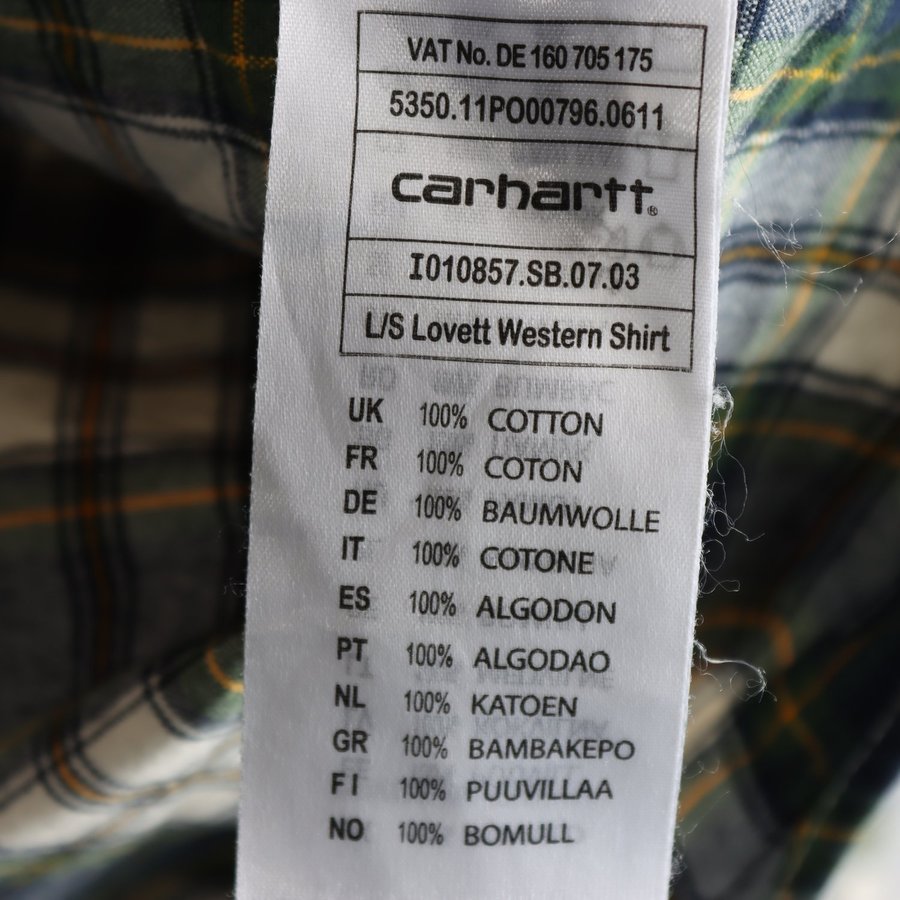 VAT No. DE 160 705 175
5350.11PO00796.0611
carhartt®
I010857.SB.07.03
L/S Lovett Western Shirt
UK 100% COTTON
FR 100% COTON
DE 100% BAUMWOLLE
IT 100% COTONE
ES 100% ALGODON
PT 100% ALGODAO
NL 100% KATOEN
GR 100% BAMBAKEPO
FI 100% PUUVILLAA
NO 100% BOMULL